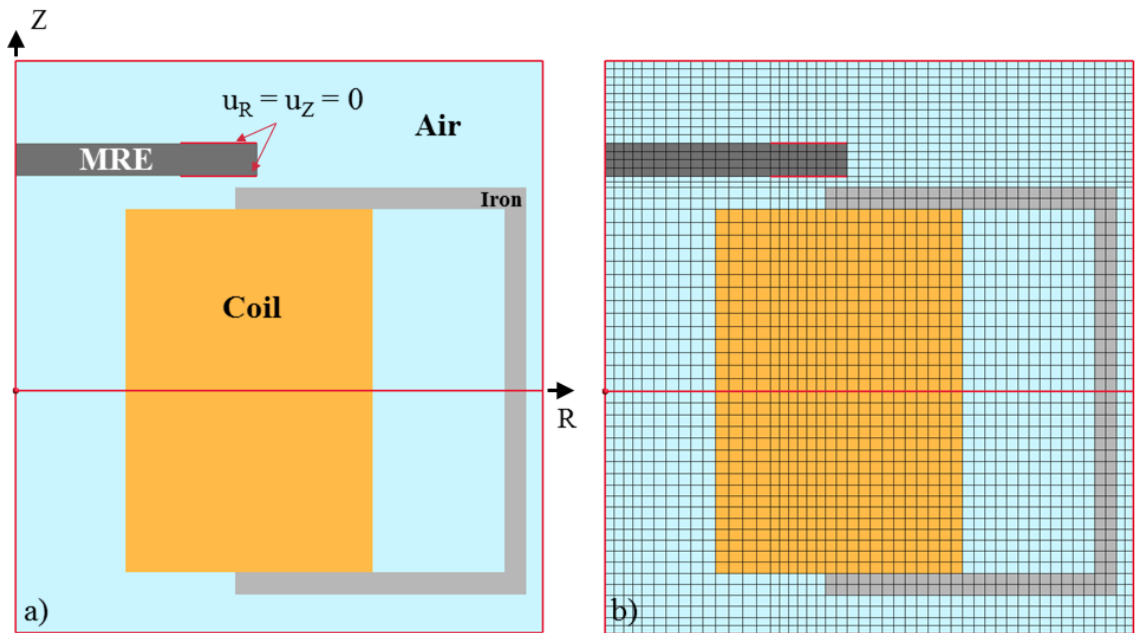 Z
u_R = u_Z = 0
Air
MRE
Iron
Coil
R
a)
b)